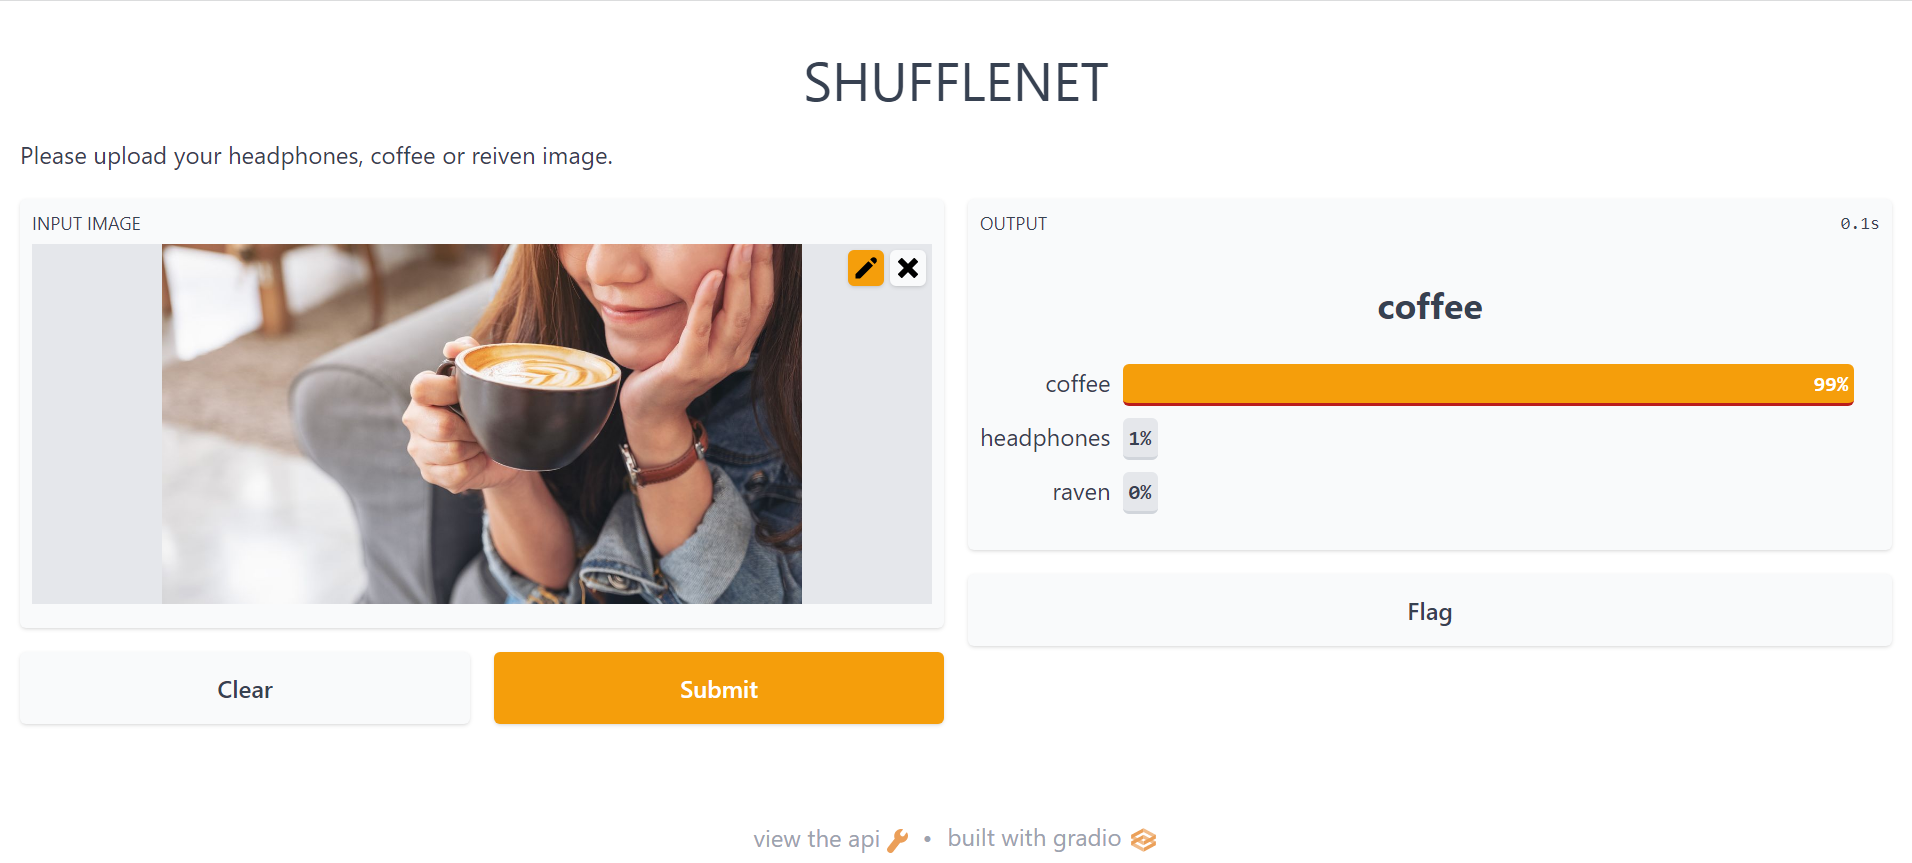 SHUFFLENET
Please upload your headphones, coffee or reiven image.
INPUT IMAGE
OUTPUT 0.1s
coffee
coffee 99%
headphones 1%
raven 0%
Flag
Clear Submit
view the api • built with gradio